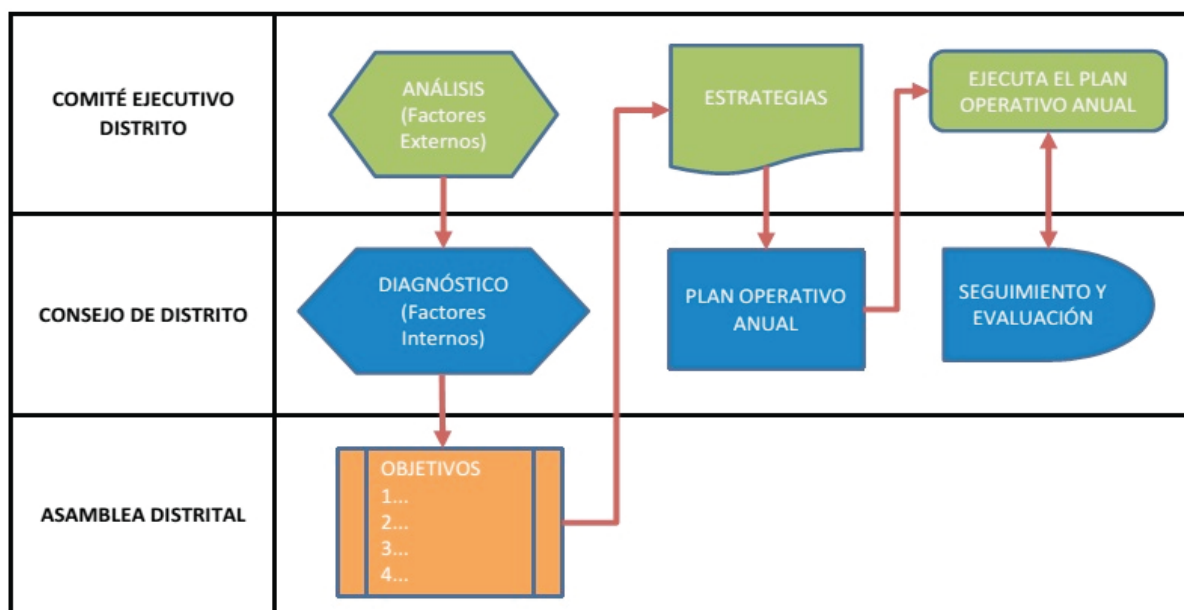 COMITÉ EJECUTIVO
DISTRITO
ANÁLISIS
(Factores
Externos)
ESTRATEGIAS
EJECUTA EL PLAN
OPERATIVO ANUAL
CONSEJO DE DISTRITO
DIAGNÓSTICO
(Factores
Internos)
PLAN OPERATIVO
ANUAL
SEGUIMIENTO Y
EVALUACIÓN
ASAMBLEA DISTRITAL
OBJETIVOS
1...
2...
3...
4...